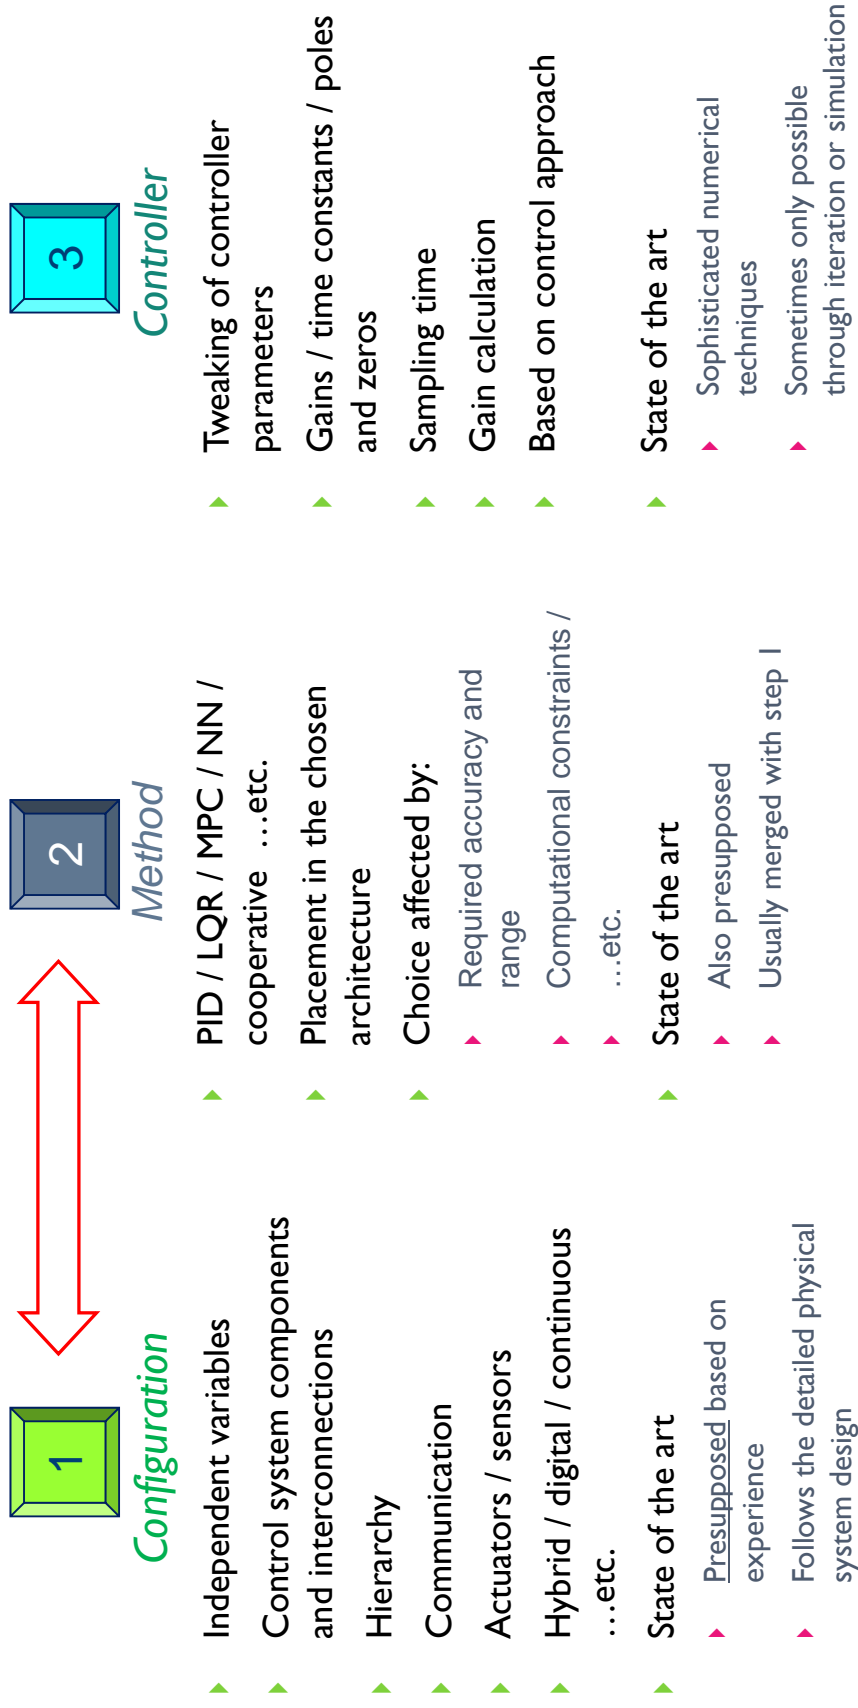 1
Configuration
Independent variables
Control system components
and interconnections
Hierarchy
Communication
Actuators / sensors
Hybrid / digital / continuous
…etc.
State of the art
Presupposed based on
experience
Follows the detailed physical
system design
2
Method
PID / LQR / MPC / NN /
cooperative …etc.
Placement in the chosen
architecture
Choice affected by:
Required accuracy and
range
Computational constraints /
…etc.
State of the art
Also presupposed
Usually merged with step 1
3
Controller
Tweaking of controller
parameters
Gains / time constants / poles
and zeros
Sampling time
Gain calculation
Based on control approach
State of the art
Sophisticated numerical
techniques
Sometimes only possible
through iteration or simulation